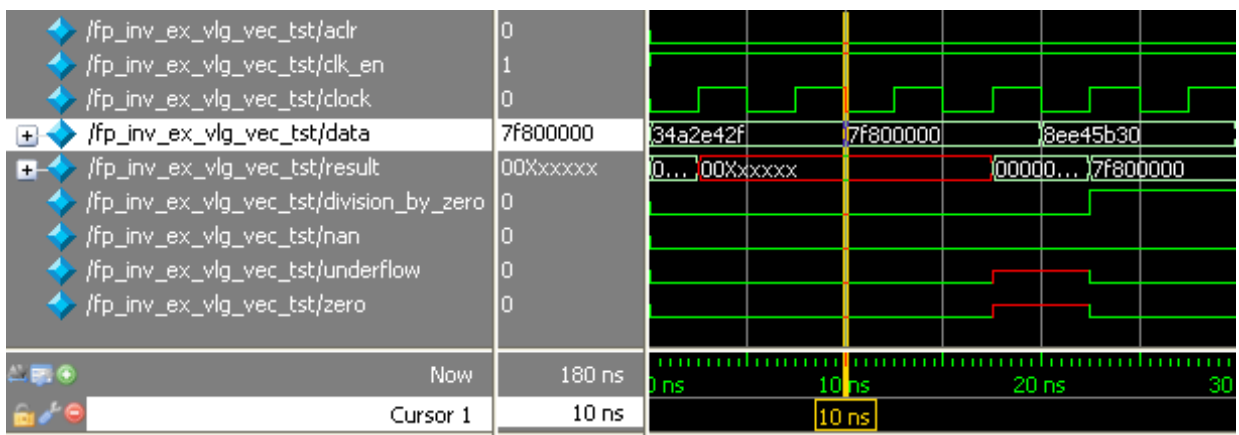 /fp_inv_ex_vlg_vec_tst/aclr 0
/fp_inv_ex_vlg_vec_tst/clk_en 1
/fp_inv_ex_vlg_vec_tst/clock 0
/fp_inv_ex_vlg_vec_tst/data 7f800000 34a2e42f 7f800000 8ee45b30
/fp_inv_ex_vlg_vec_tst/result 00Xxxxxx 0... 00Xxxxxx 00000... 7f800000
/fp_inv_ex_vlg_vec_tst/division_by_zero 0
/fp_inv_ex_vlg_vec_tst/nan 0
/fp_inv_ex_vlg_vec_tst/underflow 0
/fp_inv_ex_vlg_vec_tst/zero 0
Now 180 ns 0 ns 10 ns 20 ns 30
Cursor 1 10 ns 10 ns